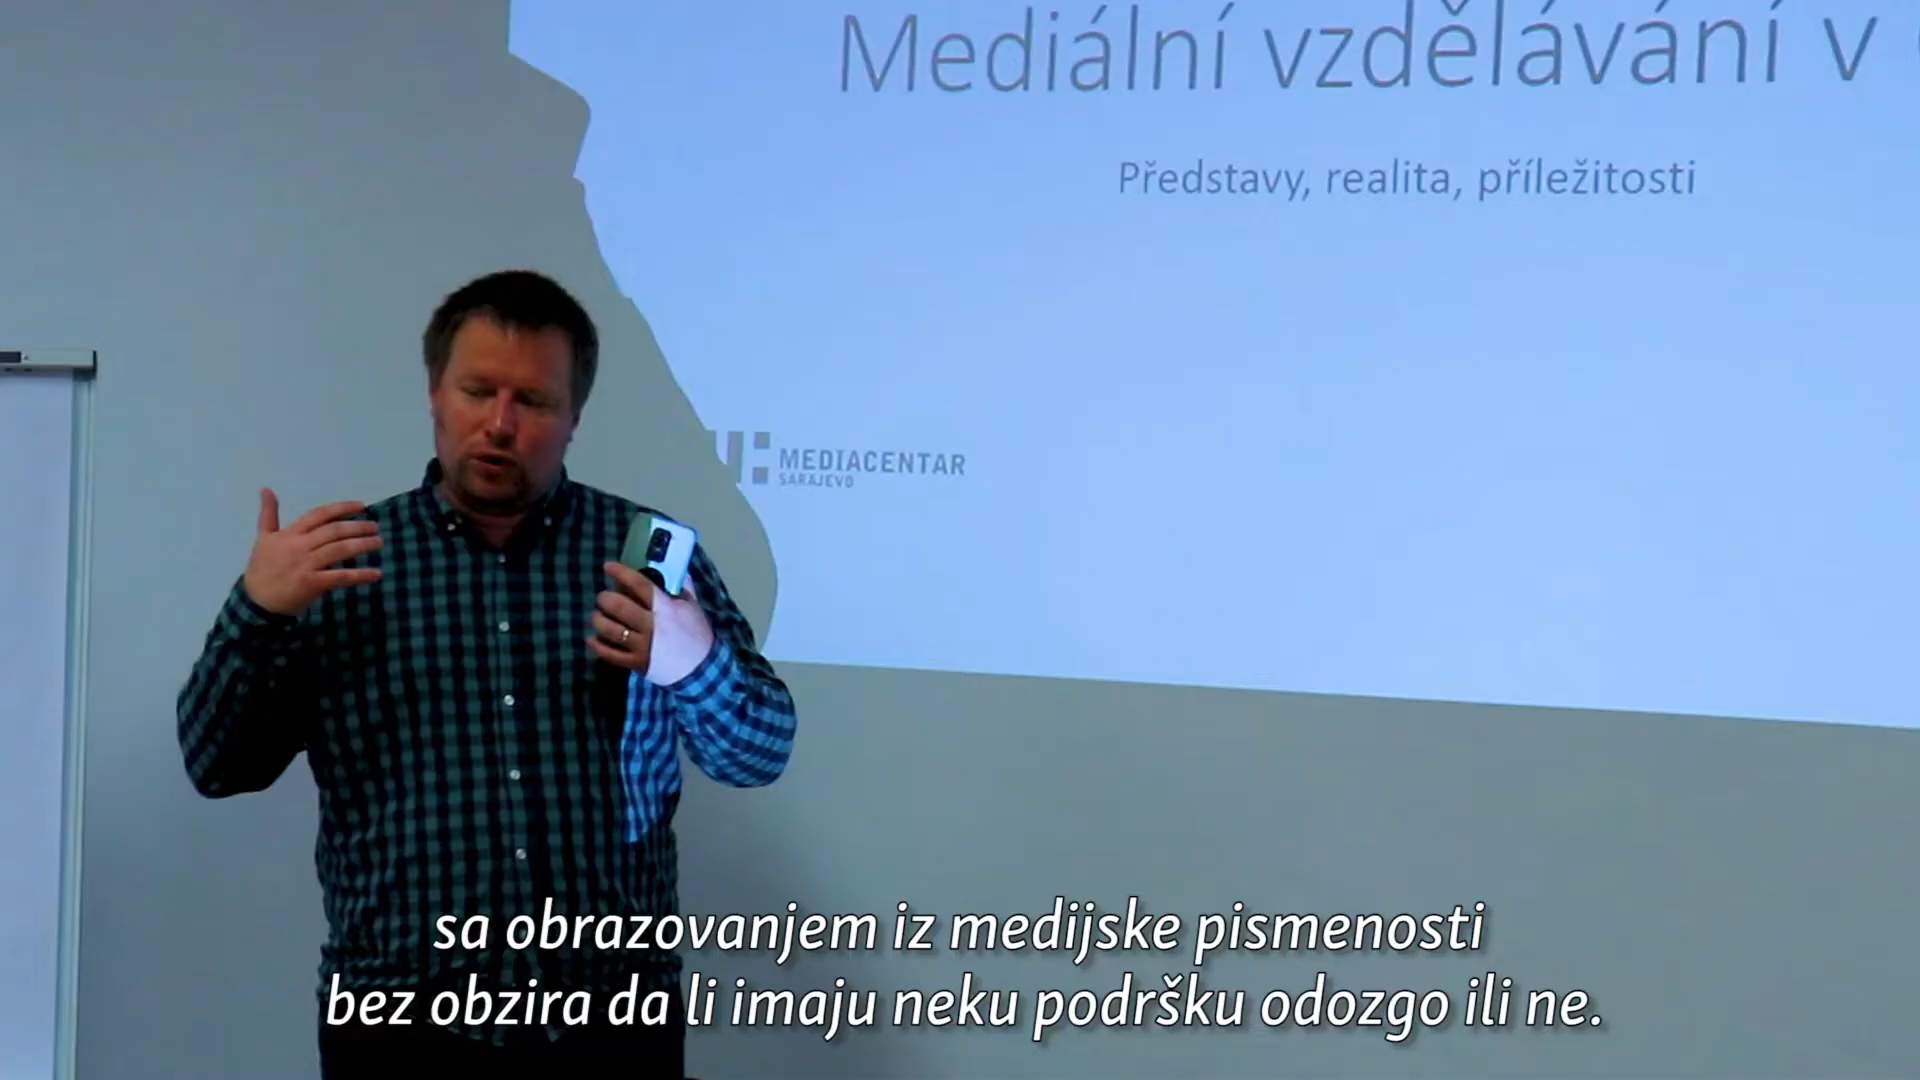 Mediální vzdělávání v
Představy, realita, příležitosti
MEDIACENTAR
SARAJEVO
sa obrazovanjem iz medijske pismenosti
bez obzira da li imaju neku podršku odozgo ili ne.